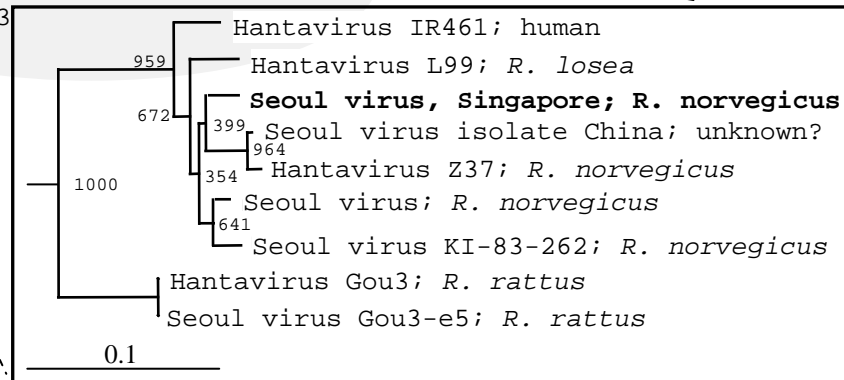 3
Hantavirus IR461; human
959
Hantavirus L99; R. losea
Seoul virus, Singapore; R. norvegicus
672
399
Seoul virus isolate China; unknown?
964
Hantavirus Z37; R. norvegicus
354
1000
Seoul virus; R. norvegicus
641
Seoul virus KI-83-262; R. norvegicus
Hantavirus Gou3; R. rattus
Seoul virus Gou3-e5; R. rattus
0.1